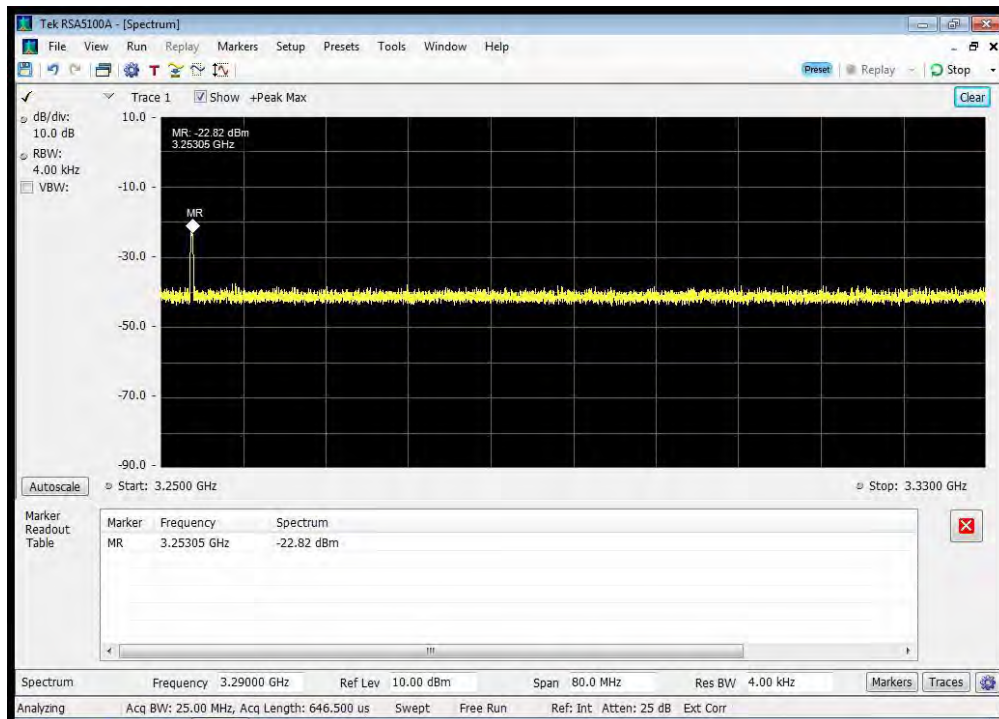 Tek RSA5100A - [Spectrum]
File View Run Replay Markers Setup Presets Tools Window Help
Preset Replay Stop
Trace 1 Show +Peak Max Clear
dB/div:
10.0 dB
RBW:
4.00 kHz
VBW:
10.0
MR: -22.82 dBm
3.25305 GHz
-10.0
MR
-30.0
-50.0
-70.0
-90.0
Autoscale Start: 3.2500 GHz Stop: 3.3300 GHz
Marker Readout Table
Marker Frequency Spectrum
MR 3.25305 GHz -22.82 dBm
Spectrum Frequency 3.29000 GHz Ref Lev 10.00 dBm Span 80.0 MHz Res BW 4.00 kHz Markers Traces
Analyzing Acq BW: 25.00 MHz, Acq Length: 646.500 us Swept Free Run Ref: Int Atten: 25 dB Ext Corr